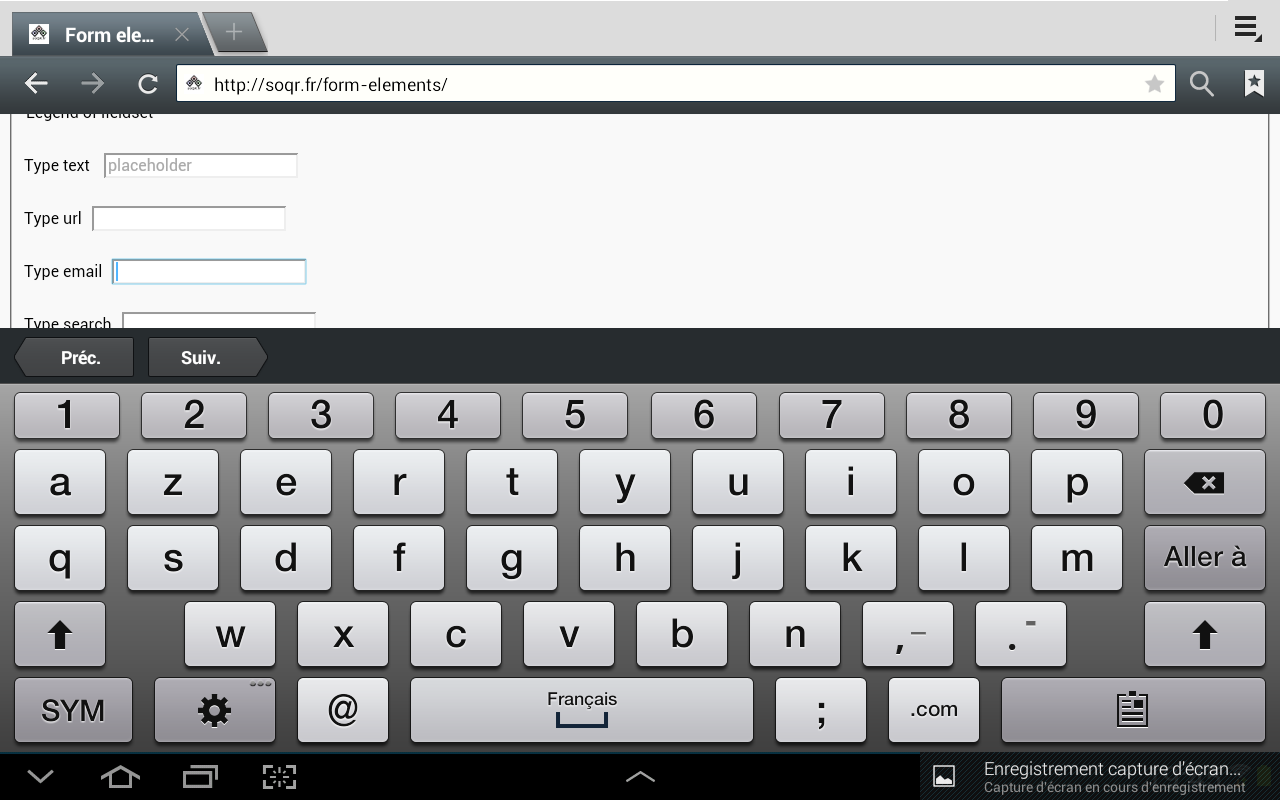 Form ele...
http://soqr.fr/form-elements/
Legend of fieldset
Type text placeholder
Type url
Type email
Type search
Préc. Suiv.
1 2 3 4 5 6 7 8 9 0
a z e r t y u i o p
q s d f g h j k l m Aller à
w x c v b n , _ . -
SYM @ Français ; .com
Enregistrement capture d'écran...
Capture d'écran en cours d'enregistrement